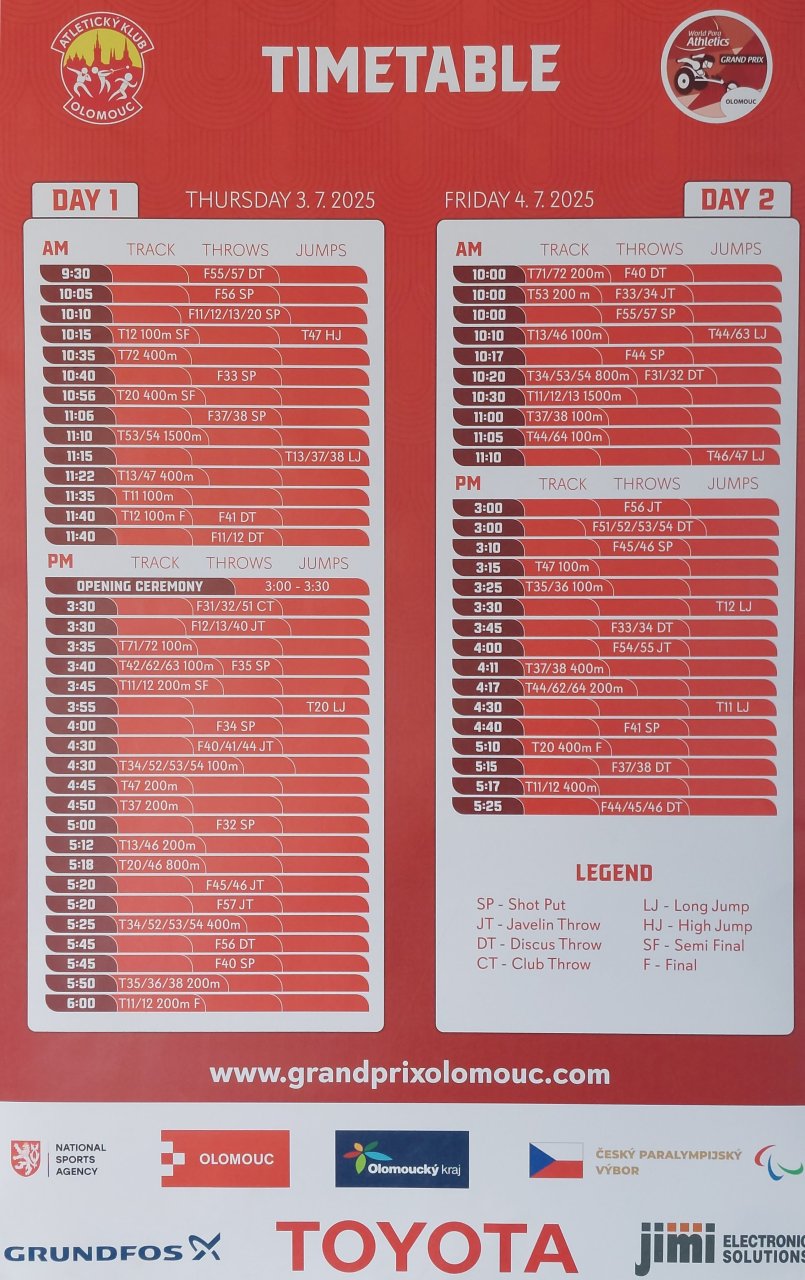 ATLETICKÝ KLUB
OLOMOUC
TIMETABLE
World Para
Athletics
GRAND PRIX
OLOMOUC
DAY 1 THURSDAY 3. 7. 2025
AM TRACK THROWS JUMPS
9:30 F55/57 DT
10:05 F56 SP
10:10 F11/12/13/20 SP
10:15 T12 100m SF T47 HJ
10:35 T72 400m
10:40 F33 SP
10:56 T20 400m SF
11:06 F37/38 SP
11:10 T53/54 1500m
11:15 T13/37/38 LJ
11:22 T13/47 400m
11:35 T11 100m
11:40 T12 100m F F41 DT
11:40 F11/12 DT
PM TRACK THROWS JUMPS
OPENING CEREMONY 3:00 - 3:30
3:30 F31/32/51 CT
3:30 F12/13/40 JT
3:35 T71/72 100m
3:40 T42/62/63 100m F35 SP
3:45 T11/12 200m SF
3:55 T20 LJ
4:00 F34 SP
4:30 F40/41/44 JT
4:30 T34/52/53/54 100m
4:45 T47 200m
4:50 T37 200m
5:00 F32 SP
5:12 T13/46 200m
5:18 T20/46 800m
5:20 F45/46 JT
5:20 F57 JT
5:25 T34/52/53/54 400m
5:45 F56 DT
5:45 F40 SP
5:50 T35/36/38 200m
6:00 T11/12 200m F
FRIDAY 4. 7. 2025 DAY 2
AM TRACK THROWS JUMPS
10:00 T71/72 200m F40 DT
10:00 T53 200 m F33/34 JT
10:00 F55/57 SP
10:10 T13/46 100m T44/63 LJ
10:17 F44 SP
10:20 T34/53/54 800m F31/32 DT
10:30 T11/12/13 1500m
11:00 T37/38 100m
11:05 T44/64 100m
11:10 T46/47 LJ
PM TRACK THROWS JUMPS
3:00 F56 JT
3:00 F51/52/53/54 DT
3:10 F45/46 SP
3:15 T47 100m
3:25 T35/36 100m
3:30 T12 LJ
3:45 F33/34 DT
4:00 F54/55 JT
4:11 T37/38 400m
4:17 T44/62/64 200m
4:30 T11 LJ
4:40 F41 SP
5:10 T20 400m F
5:15 F37/38 DT
5:17 T11/12 400m
5:25 F44/45/46 DT
LEGEND
SP - Shot Put
JT - Javelin Throw
DT - Discus Throw
CT - Club Throw
LJ - Long Jump
HJ - High Jump
SF - Semi Final
F - Final
www.grandprixolomouc.com
NATIONAL
SPORTS
AGENCY
OLOMOUC
Olomoucký kraj
ČESKÝ PARALYMPIJSKÝ
VÝBOR
GRUNDFOS
TOYOTA
jimi ELECTRONIC
SOLUTIONS